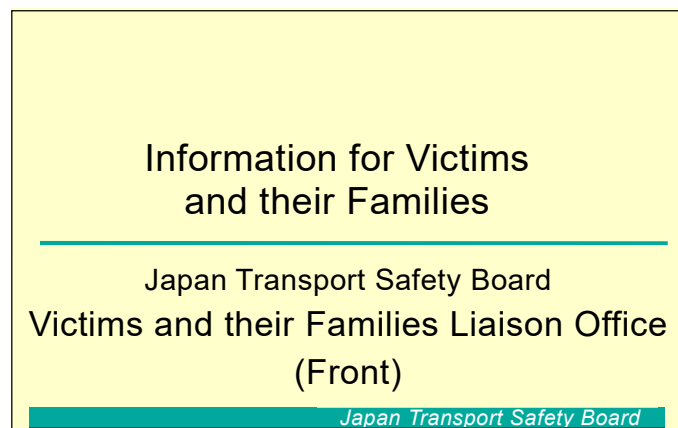 Information for Victims
and their Families
Japan Transport Safety Board
Victims and their Families Liaison Office
(Front)
Japan Transport Safety Board